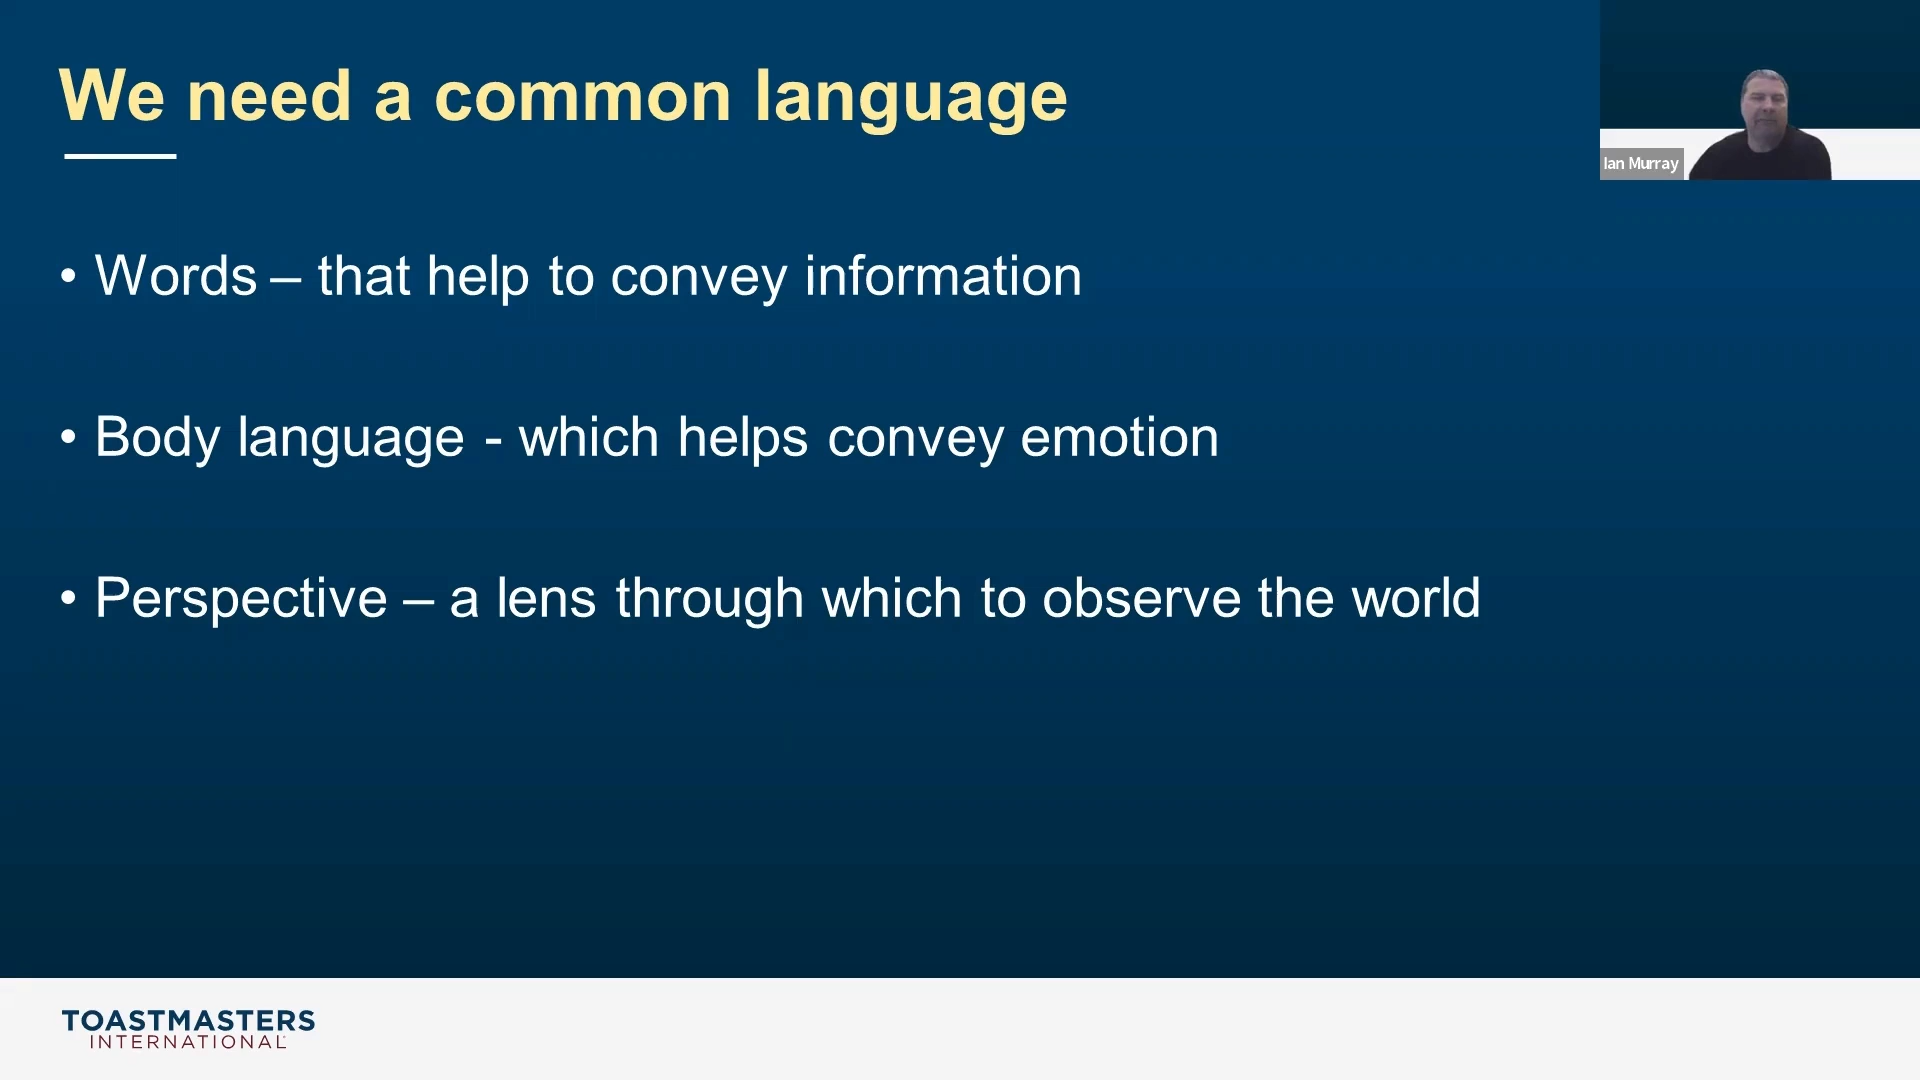 We need a common language
Ian Murray
• Words – that help to convey information
• Body language - which helps convey emotion
• Perspective – a lens through which to observe the world
TOASTMASTERS
INTERNATIONAL